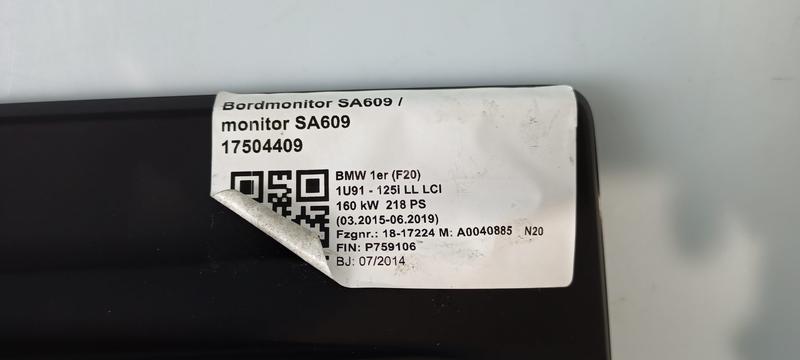 Bordmonitor SA609 /
monitor SA609
17504409
BMW 1er (F20)
1U91 - 125i LL LCI
160 kW 218 PS
(03.2015-06.2019)
Fzgnr.: 18-17224 M: A0040885 N20
FIN: P759106
BJ: 07/2014